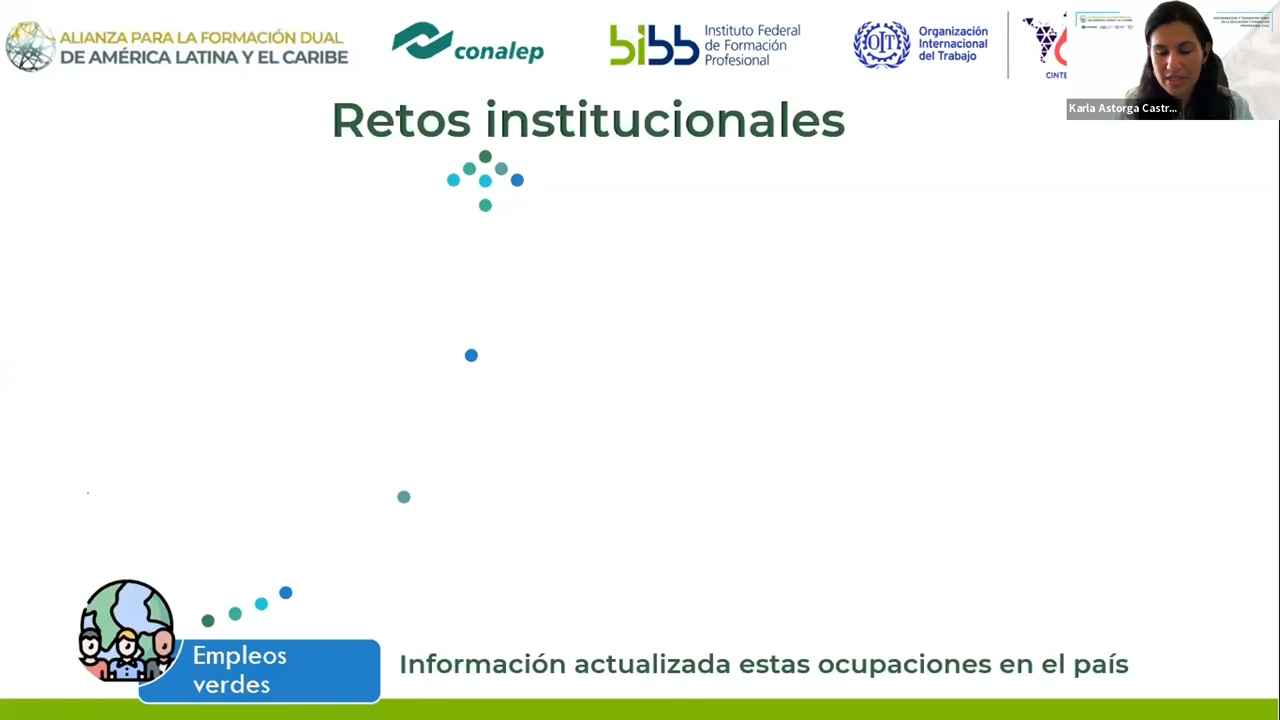 ALIANZA PARA LA FORMACIÓN DUAL
DE AMÉRICA LATINA Y EL CARIBE
conalep
bibb
Instituto Federal
de Formación
Profesional
OIT
Organización
Internacional
del Trabajo
Karla Astorga Castr...
Retos institucionales
Empleos
verdes
Información actualizada estas ocupaciones en el país